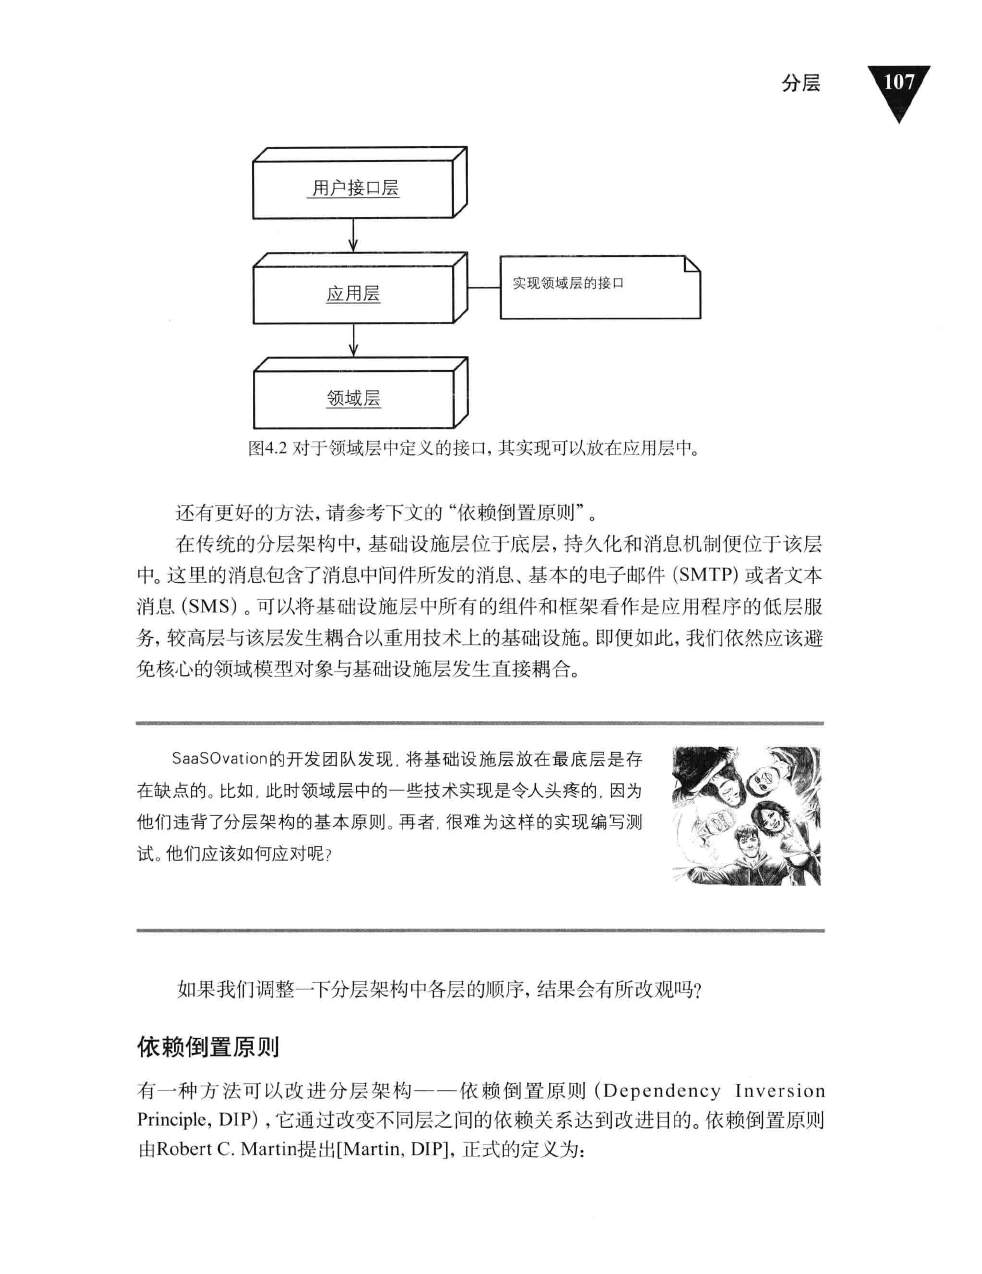 分层
107
用户接口层
应用层
实现领域层的接口
领域层
图4.2 对于领域层中定义的接口, 其实现可以放在应用层中。
还有更好的方法, 请参考下文的“依赖倒置原则”。
在传统的分层架构中, 基础设施层位于底层, 持久化和消息机制便位于该层
中。这里的消息包含了消息中间件所发的消息、基本的电子邮件 (SMTP) 或者文本
消息 (SMS) 。可以将基础设施层中所有的组件和框架看作是应用程序的低层服
务, 较高层与该层发生耦合以重用技术上的基础设施。即便如此, 我们依然应该避
免核心的领域模型对象与基础设施层发生直接耦合。
SaaSOvation的开发团队发现, 将基础设施层放在最底层是存
在缺点的。比如, 此时领域层中的一些技术实现是令人头疼的, 因为
他们违背了分层架构的基本原则。再者, 很难为这样的实现编写测
试。他们应该如何应对呢?
如果我们调整一下分层架构中各层的顺序, 结果会有所改观吗?
依赖倒置原则
有一种方法可以改进分层架构——依赖倒置原则 (Dependency Inversion
Principle, DIP) , 它通过改变不同层之间的依赖关系达到改进目的。依赖倒置原则
由Robert C. Martin提出[Martin, DIP], 正式的定义为: